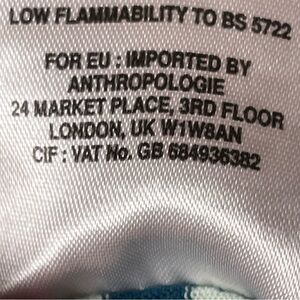 LOW FLAMMABILITY TO BS 5722
FOR EU : IMPORTED BY
ANTHROPOLOGIE
24 MARKET PLACE, 3RD FLOOR
LONDON, UK W1W8AN
CIF : VAT No. GB 684936382